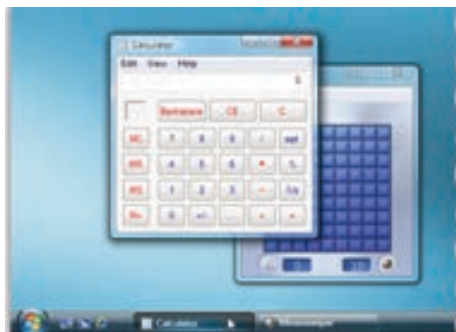 Calculator
Edit View Help
0
Backspace CE C
MC 7 8 9 / sqrt
MR 4 5 6 * %
MS 1 2 3 - 1/x
M+ 0 +/- . + =
Calculator
Minesweeper